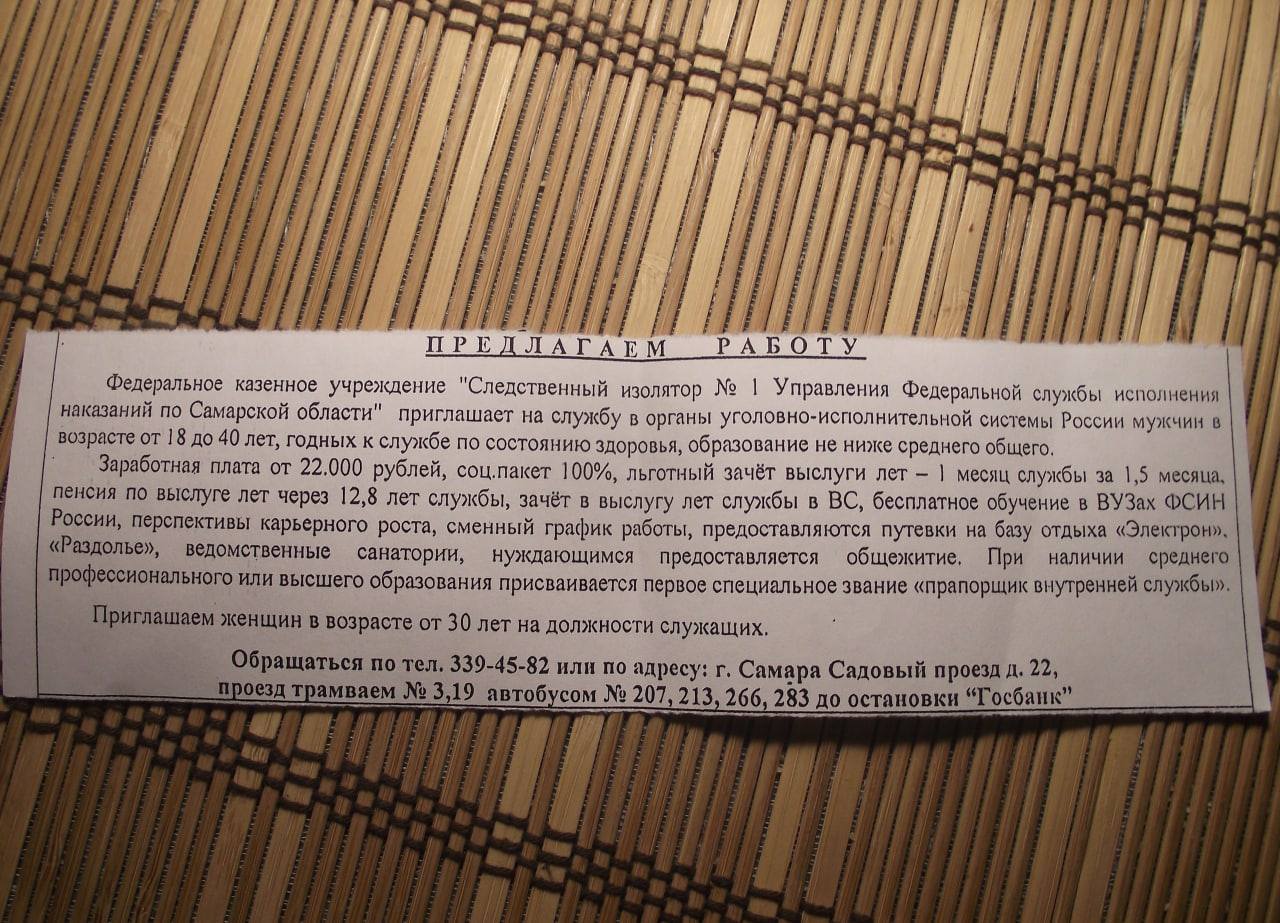 ПРЕДЛАГАЕМ РАБОТУ
Федеральное казенное учреждение "Следственный изолятор № 1 Управления Федеральной службы исполнения
наказаний по Самарской области" приглашает на службу в органы уголовно-исполнительной системы России мужчин в
возрасте от 18 до 40 лет, годных к службе по состоянию здоровья, образование не ниже среднего общего.
Заработная плата от 22.000 рублей, соц.пакет 100%, льготный зачёт выслуги лет – 1 месяц службы за 1,5 месяца,
пенсия по выслуге лет через 12,8 лет службы, зачёт в выслугу лет службы в ВС, бесплатное обучение в ВУЗах ФСИН
России, перспективы карьерного роста, сменный график работы, предоставляются путевки на базу отдыха «Электрон»,
«Раздолье», ведомственные санатории, нуждающимся предоставляется общежитие. При наличии среднего
профессионального или высшего образования присваивается первое специальное звание «прапорщик внутренней службы».
Приглашаем женщин в возрасте от 30 лет на должности служащих.
Обращаться по тел. 339-45-82 или по адресу: г. Самара Садовый проезд д. 22,
проезд трамваем № 3,19 автобусом № 207, 213, 266, 283 до остановки “Госбанк”